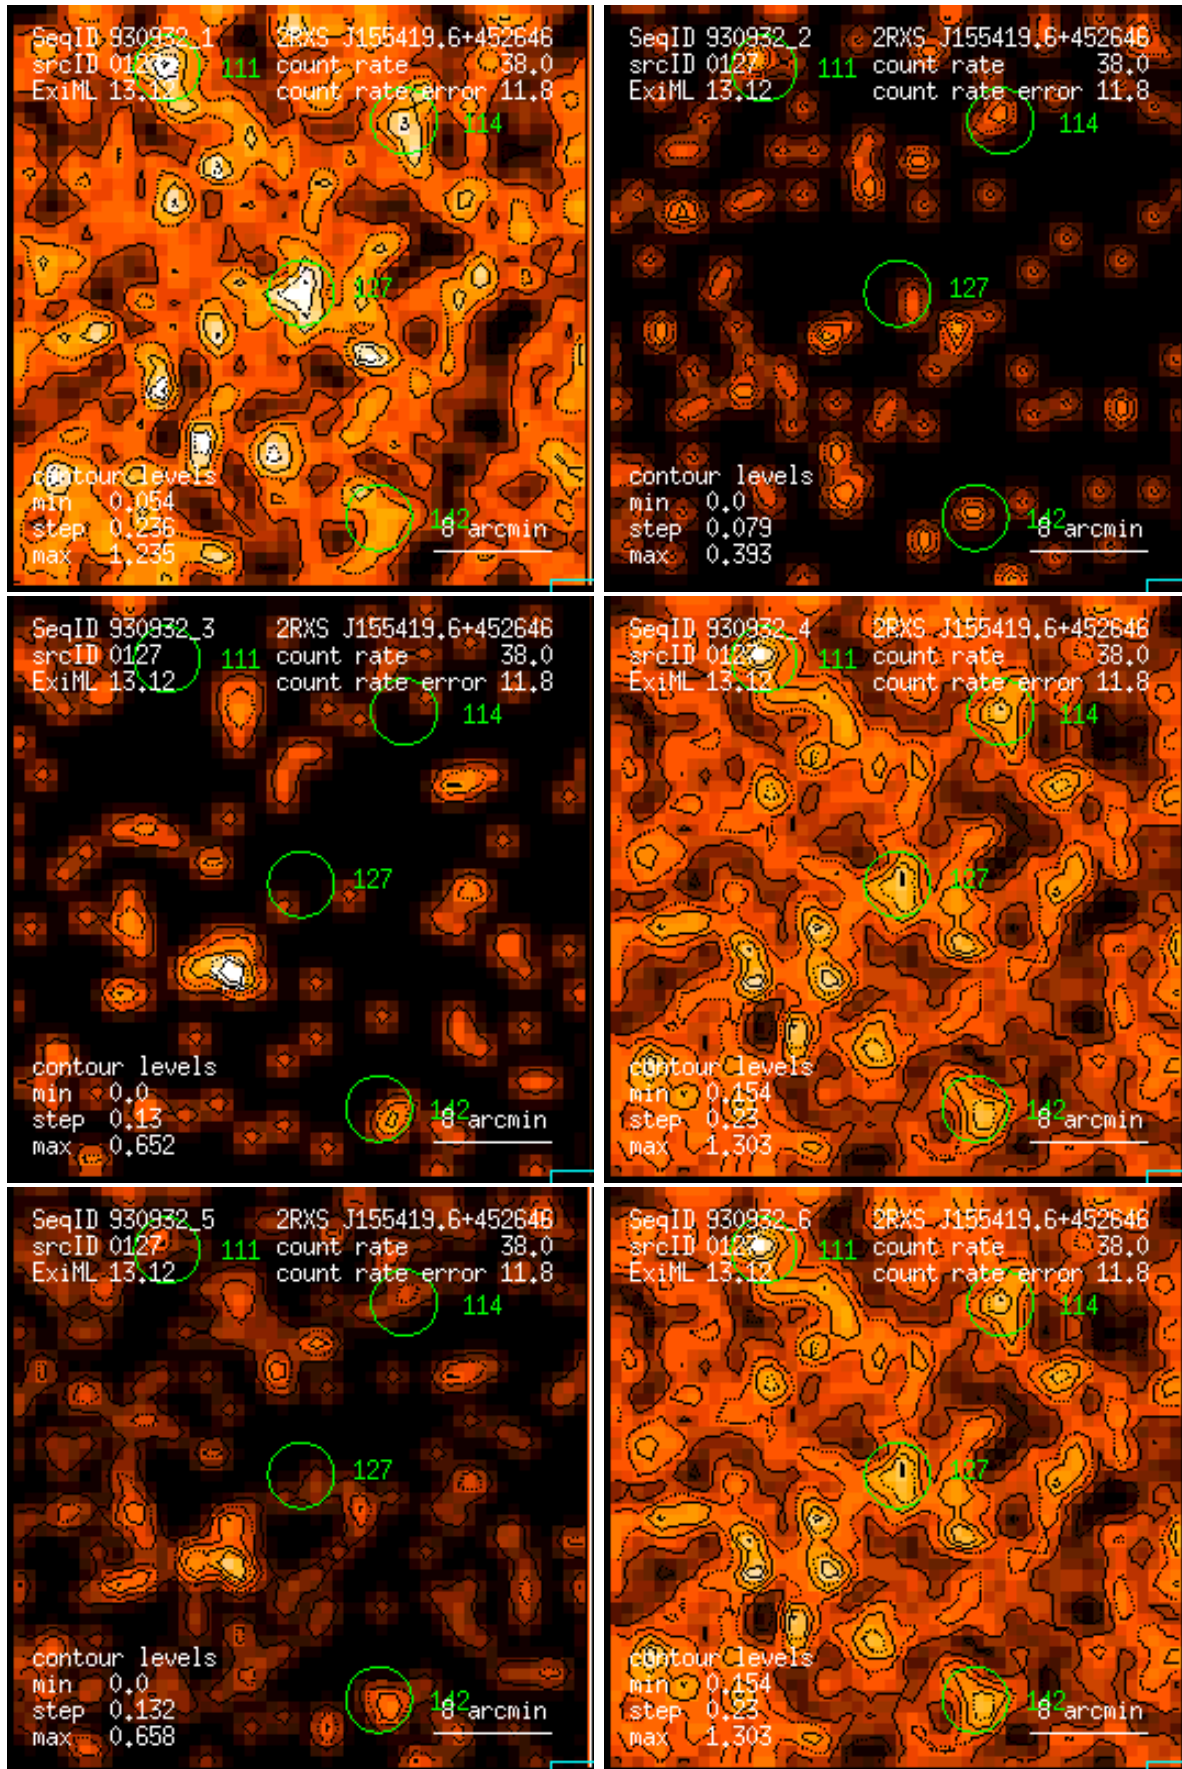 SeqID 930932_1 2RXS J155419.6+452646
srcID 0127 111 count rate 38.0
ExiML 13.12 count rate error 11.8
114
127
contour levels
min 0.054
step 0.236 142 8 arcmin
max 1.235
SeqID 930932_2 2RXS J155419.6+452646
srcID 0127 111 count rate 38.0
ExiML 13.12 count rate error 11.8
114
127
contour levels
min 0.0
step 0.079 142 8 arcmin
max 0.393
SeqID 930932_3 2RXS J155419.6+452646
srcID 0127 111 count rate 38.0
ExiML 13.12 count rate error 11.8
114
127
contour levels
min 0.0
step 0.13 142 8 arcmin
max 0.652
SeqID 930932_4 2RXS J155419.6+452646
srcID 0127 111 count rate 38.0
ExiML 13.12 count rate error 11.8
114
127
contour levels
min 0.154
step 0.23 142 8 arcmin
max 1.303
SeqID 930932_5 2RXS J155419.6+452646
srcID 0127 111 count rate 38.0
ExiML 13.12 count rate error 11.8
114
127
contour levels
min 0.0
step 0.132 142 8 arcmin
max 0.658
SeqID 930932_6 2RXS J155419.6+452646
srcID 0127 111 count rate 38.0
ExiML 13.12 count rate error 11.8
114
127
contour levels
min 0.154
step 0.23 142 8 arcmin
max 1.303